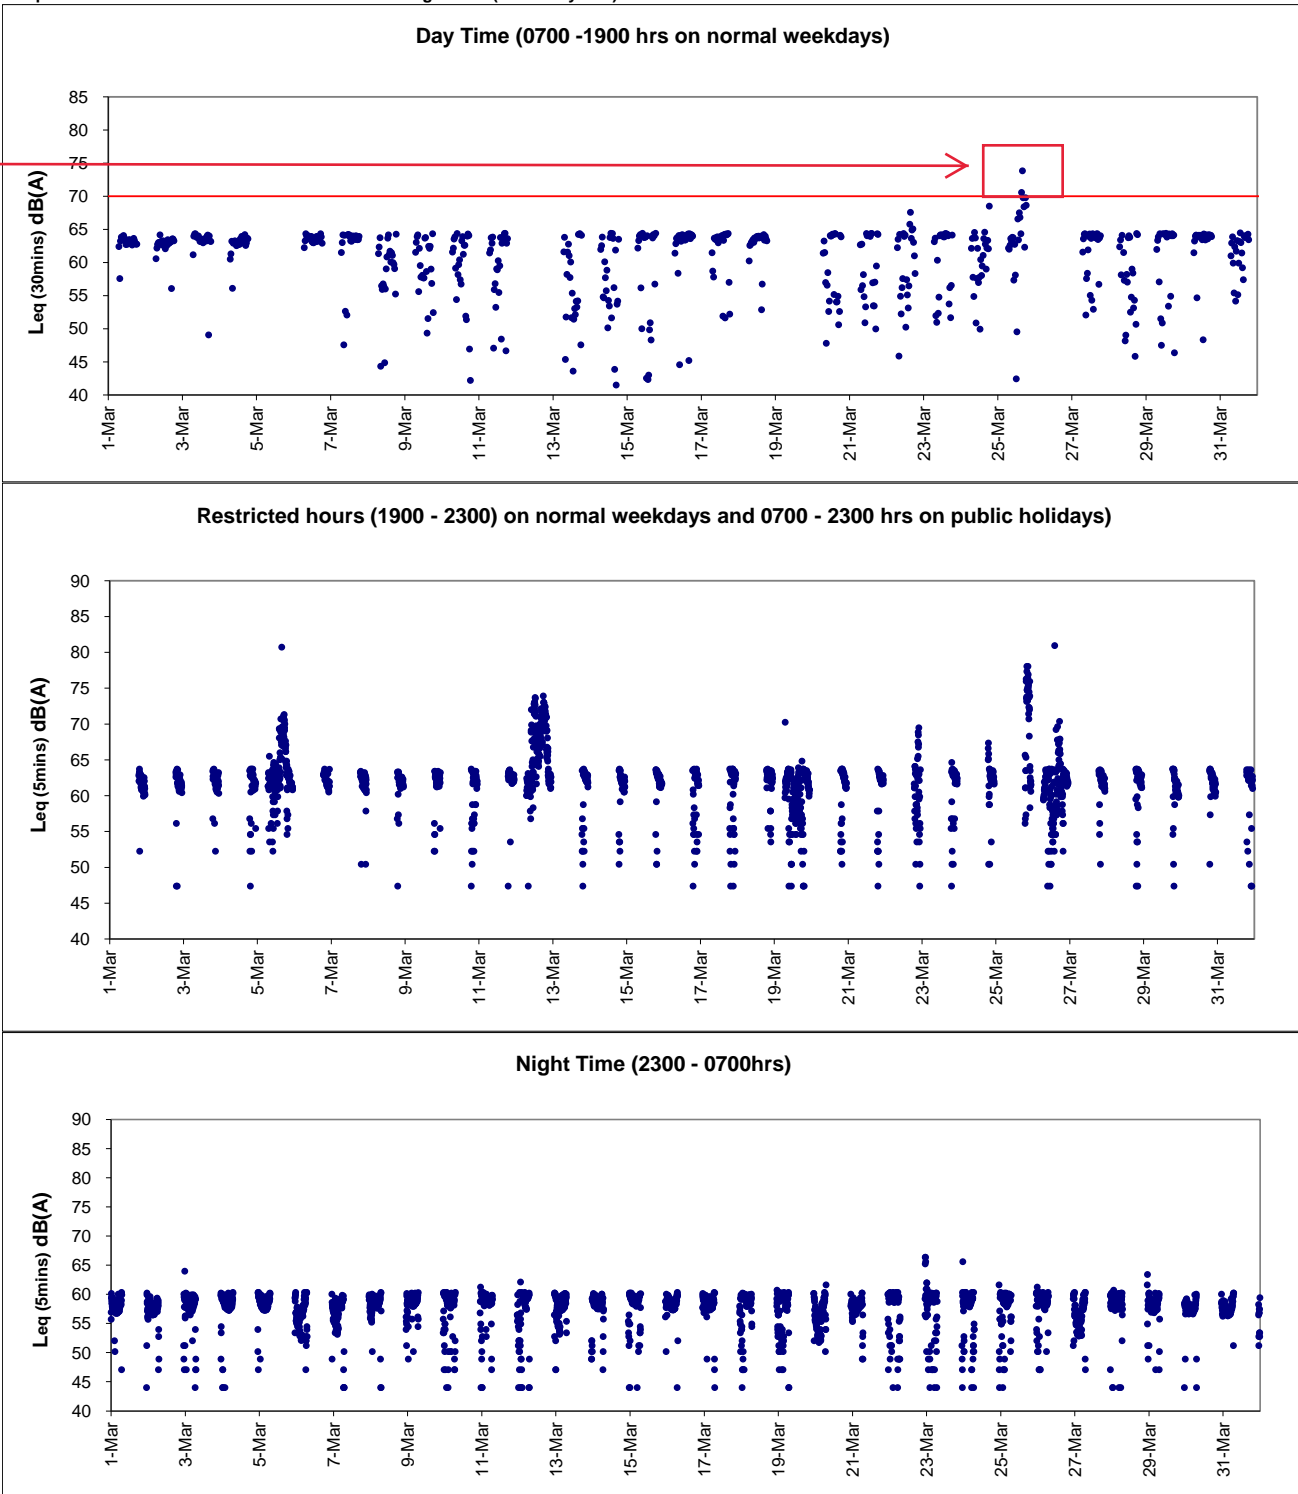 Day Time (0700 -1900 hrs on normal weekdays)
Leq (30mins) dB(A)
85
80
75
70
65
60
55
50
45
40
1-Mar
3-Mar
5-Mar
7-Mar
9-Mar
11-Mar
13-Mar
15-Mar
17-Mar
19-Mar
21-Mar
23-Mar
25-Mar
27-Mar
29-Mar
31-Mar
Restricted hours (1900 - 2300) on normal weekdays and 0700 - 2300 hrs on public holidays)
Leq (5mins) dB(A)
90
85
80
75
70
65
60
55
50
45
40
1-Mar
3-Mar
5-Mar
7-Mar
9-Mar
11-Mar
13-Mar
15-Mar
17-Mar
19-Mar
21-Mar
23-Mar
25-Mar
27-Mar
29-Mar
31-Mar
Night Time (2300 - 0700hrs)
Leq (5mins) dB(A)
90
85
80
75
70
65
60
55
50
45
40
1-Mar
3-Mar
5-Mar
7-Mar
9-Mar
11-Mar
13-Mar
15-Mar
17-Mar
19-Mar
21-Mar
23-Mar
25-Mar
27-Mar
29-Mar
31-Mar